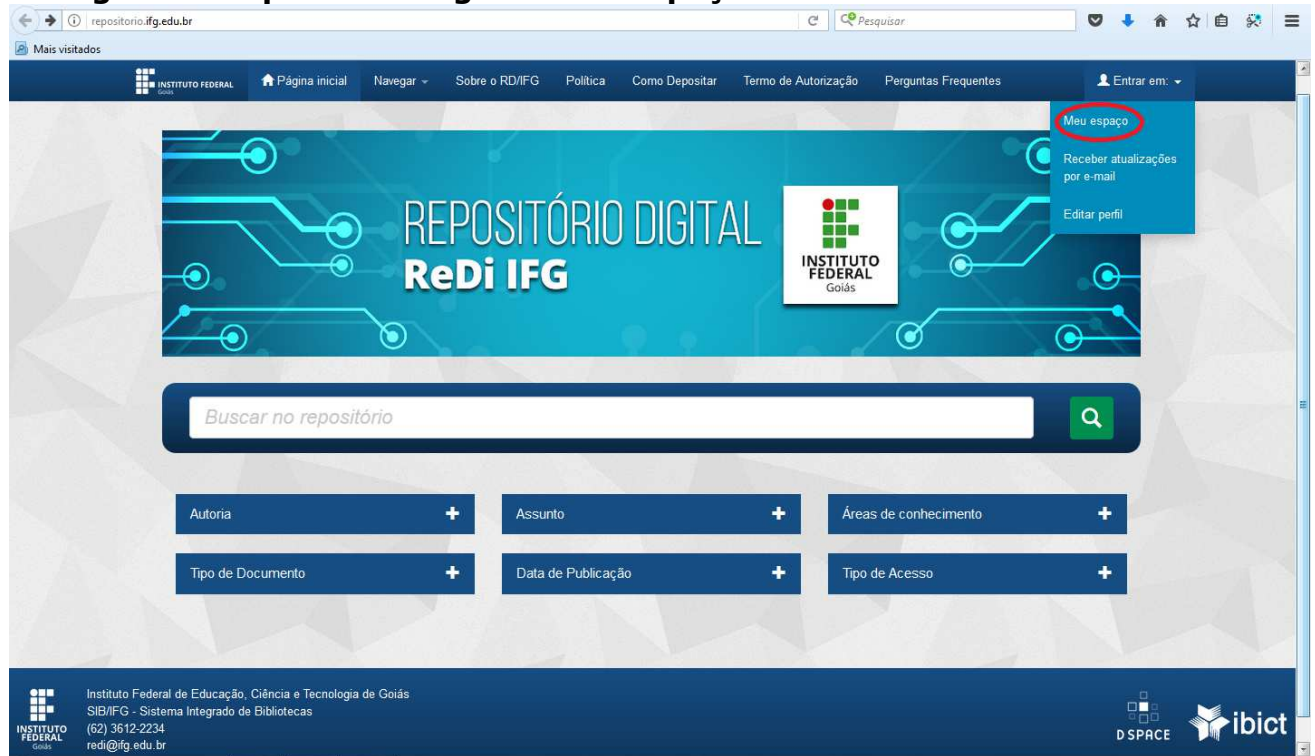 repositorio.ifg.edu.br
Pesquisar
Mais visitados
INSTITUTO FEDERAL
Goiás
Página inicial
Navegar
Sobre o RD/IFG
Política
Como Depositar
Termo de Autorização
Perguntas Frequentes
Entrar em:
Meu espaço
Receber atualizações
por e-mail
Editar perfil
REPOSITÓRIO DIGITAL
ReDi IFG
INSTITUTO
FEDERAL
Goiás
Buscar no repositório
Autoria
Assunto
Áreas de conhecimento
Tipo de Documento
Data de Publicação
Tipo de Acesso
INSTITUTO
FEDERAL
Goiás
Instituto Federal de Educação, Ciência e Tecnologia de Goiás
SIB/IFG - Sistema Integrado de Bibliotecas
(62) 3612-2234
redi@ifg.edu.br
DSPACE
ibict